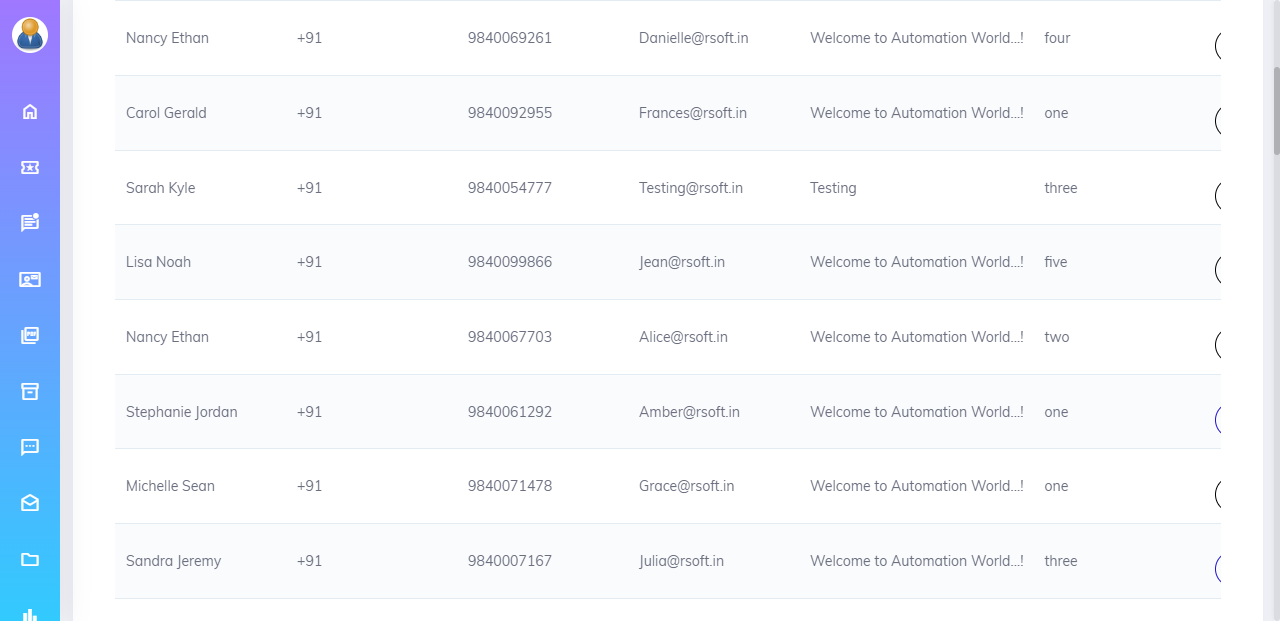 Nancy Ethan +91 9840069261 Danielle@rsoft.in Welcome to Automation World...! four
Carol Gerald +91 9840092955 Frances@rsoft.in Welcome to Automation World...! one
Sarah Kyle +91 9840054777 Testing@rsoft.in Testing three
Lisa Noah +91 9840099866 Jean@rsoft.in Welcome to Automation World...! five
Nancy Ethan +91 9840067703 Alice@rsoft.in Welcome to Automation World...! two
Stephanie Jordan +91 9840061292 Amber@rsoft.in Welcome to Automation World...! one
Michelle Sean +91 9840071478 Grace@rsoft.in Welcome to Automation World...! one
Sandra Jeremy +91 9840007167 Julia@rsoft.in Welcome to Automation World...! three